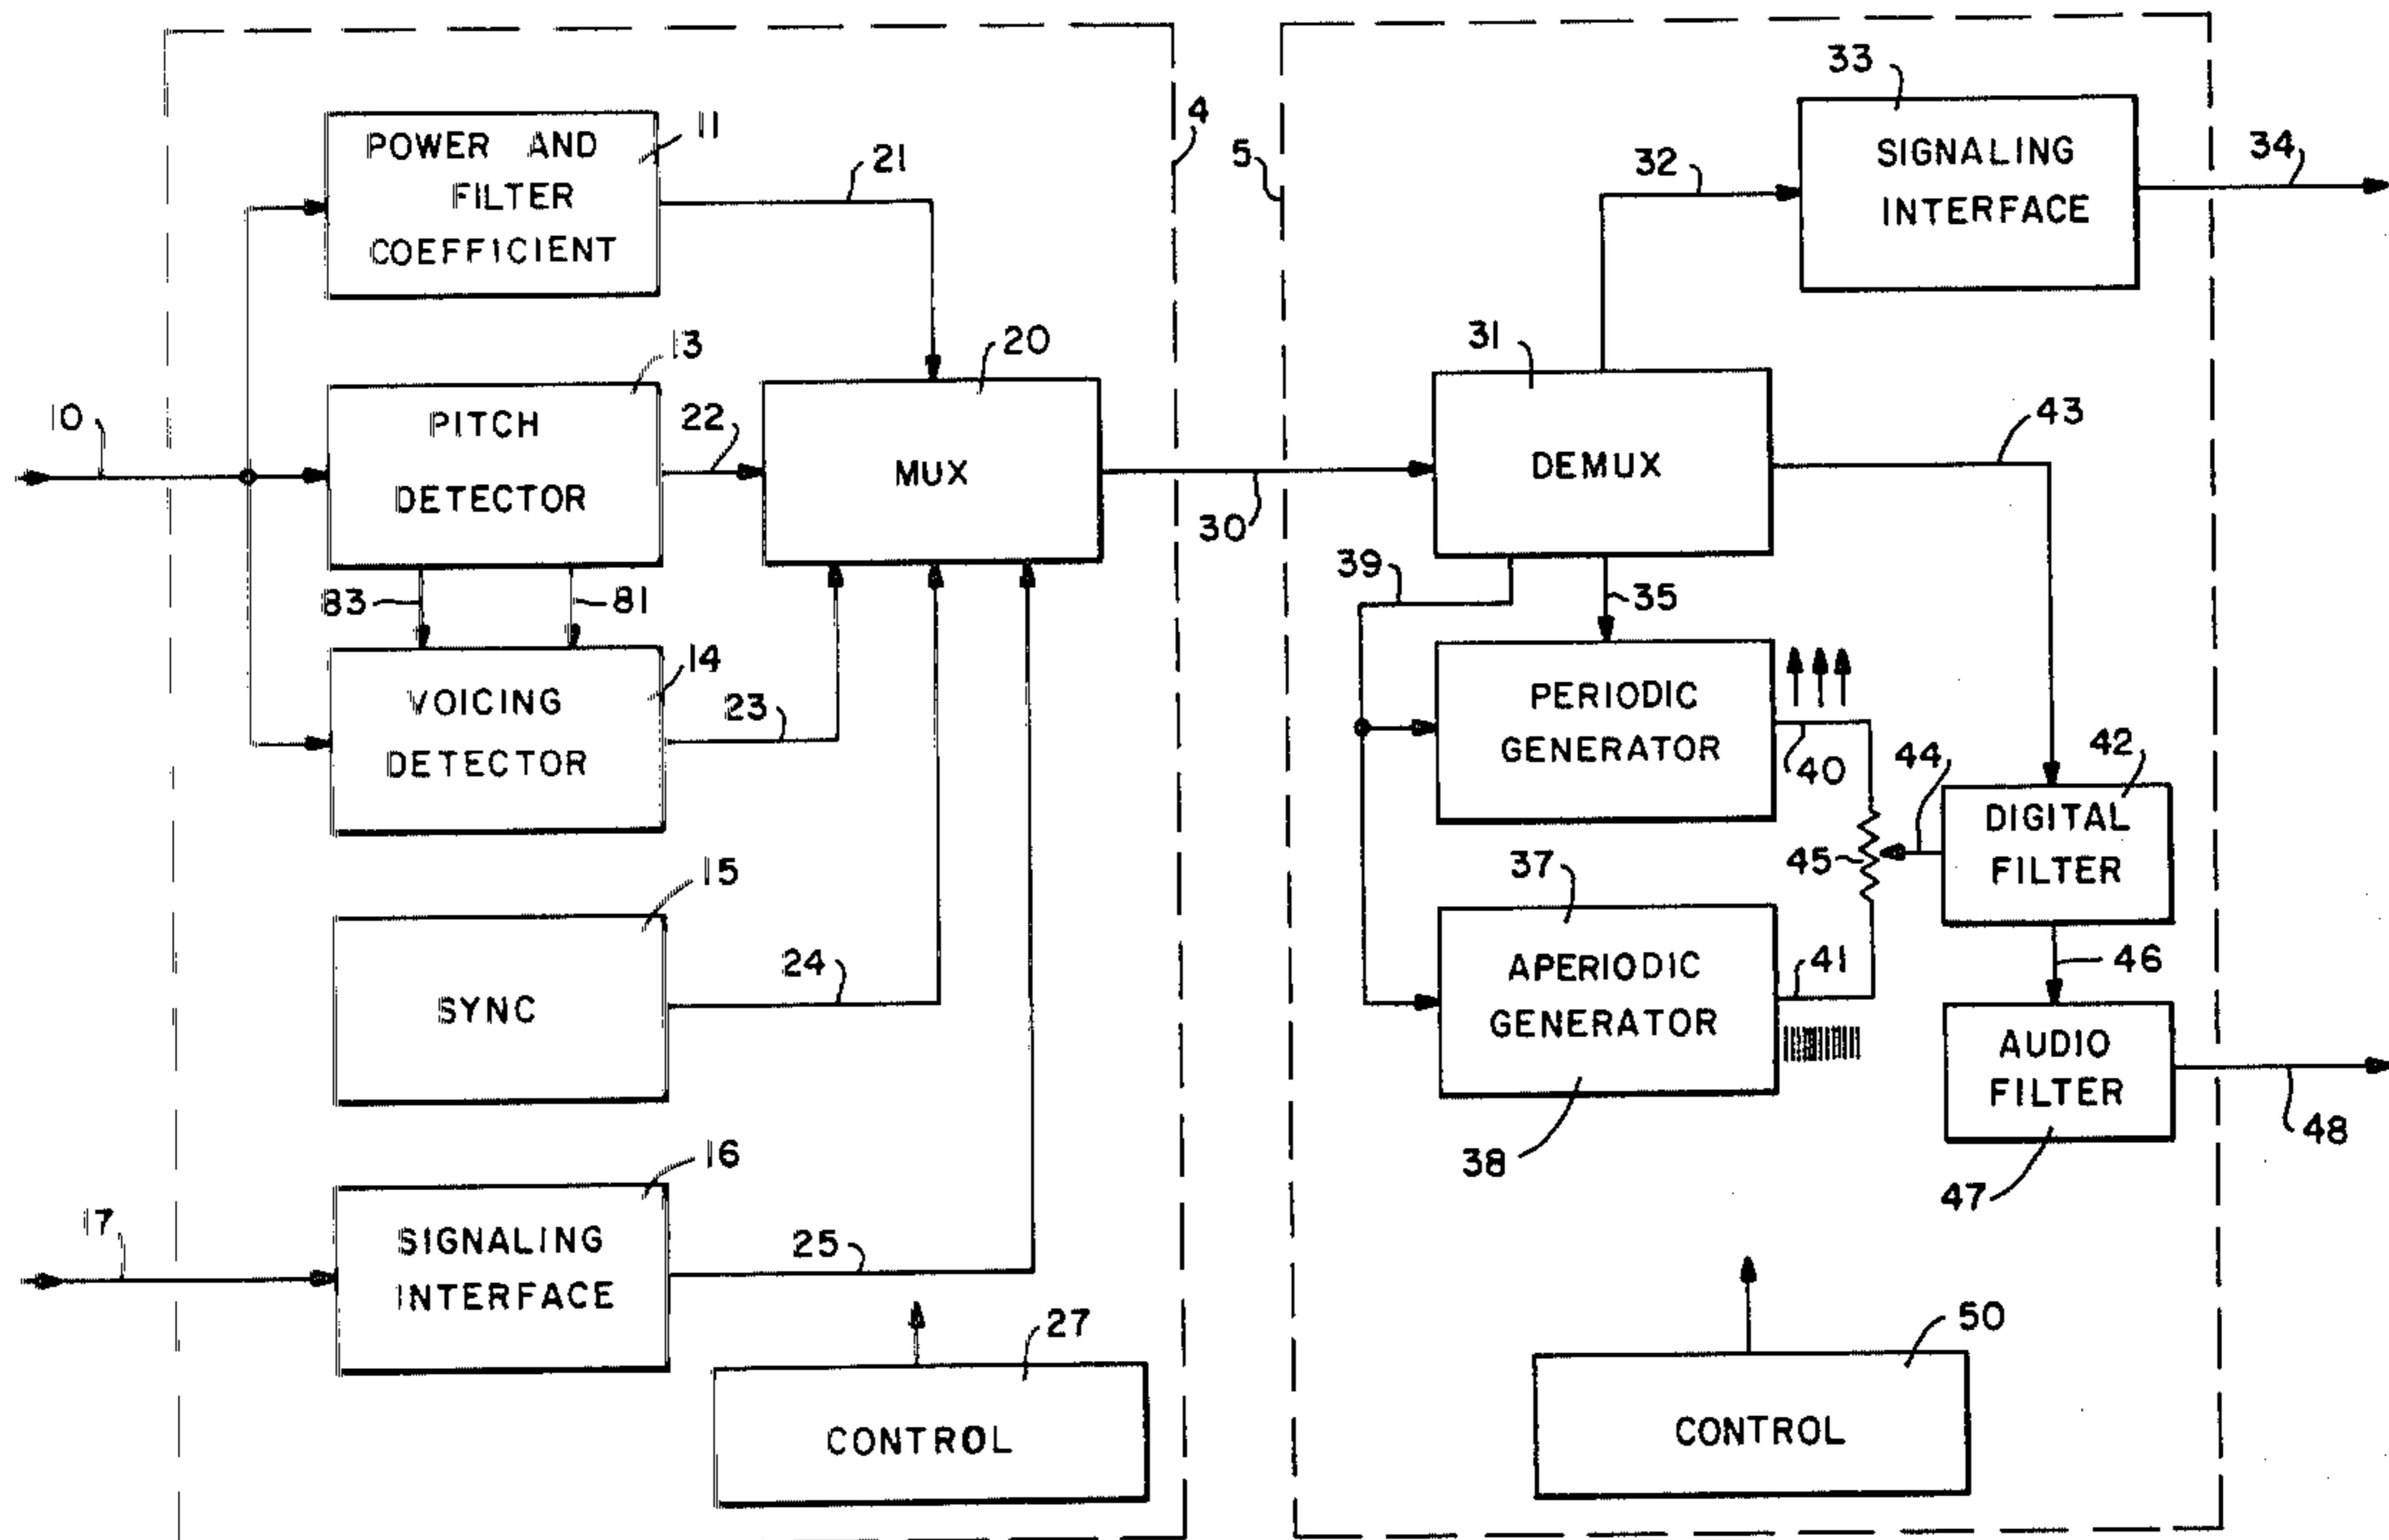 POWER AND
FILTER
COEFFICIENT
11
21
4
10
PITCH
DETECTOR
13
22
MUX
20
83
81
VOICING
DETECTOR
14
23
SYNC
15
24
17
SIGNALING
INTERFACE
16
25
CONTROL
27
30
5
33
SIGNALING
INTERFACE
32
34
31
DEMUX
43
39
35
PERIODIC
GENERATOR
40
44
42
DIGITAL
FILTER
45
37
APERIODIC
GENERATOR
41
38
46
AUDIO
FILTER
47
48
CONTROL
50